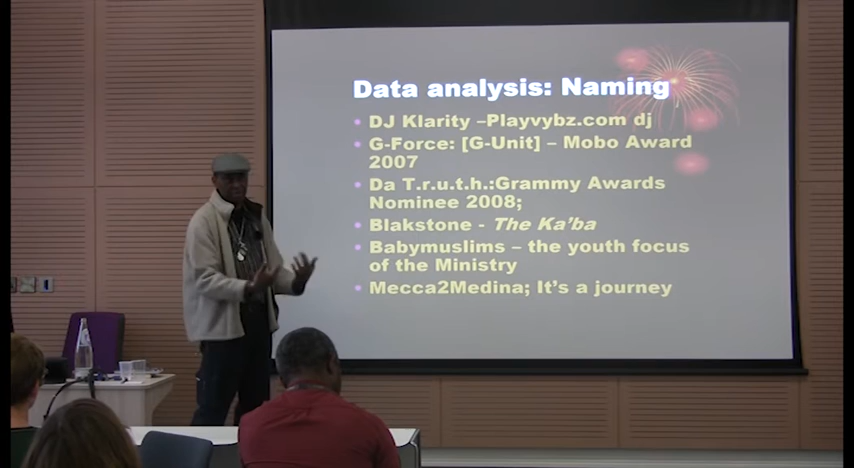 Data analysis: Naming
• DJ Klarity –Playvybz.com dj
• G-Force: [G-Unit] – Mobo Award
2007
• Da T.r.u.t.h.:Grammy Awards
Nominee 2008;
• Blakstone - The Ka'ba
• Babymuslims – the youth focus
of the Ministry
• Mecca2Medina; It's a journey